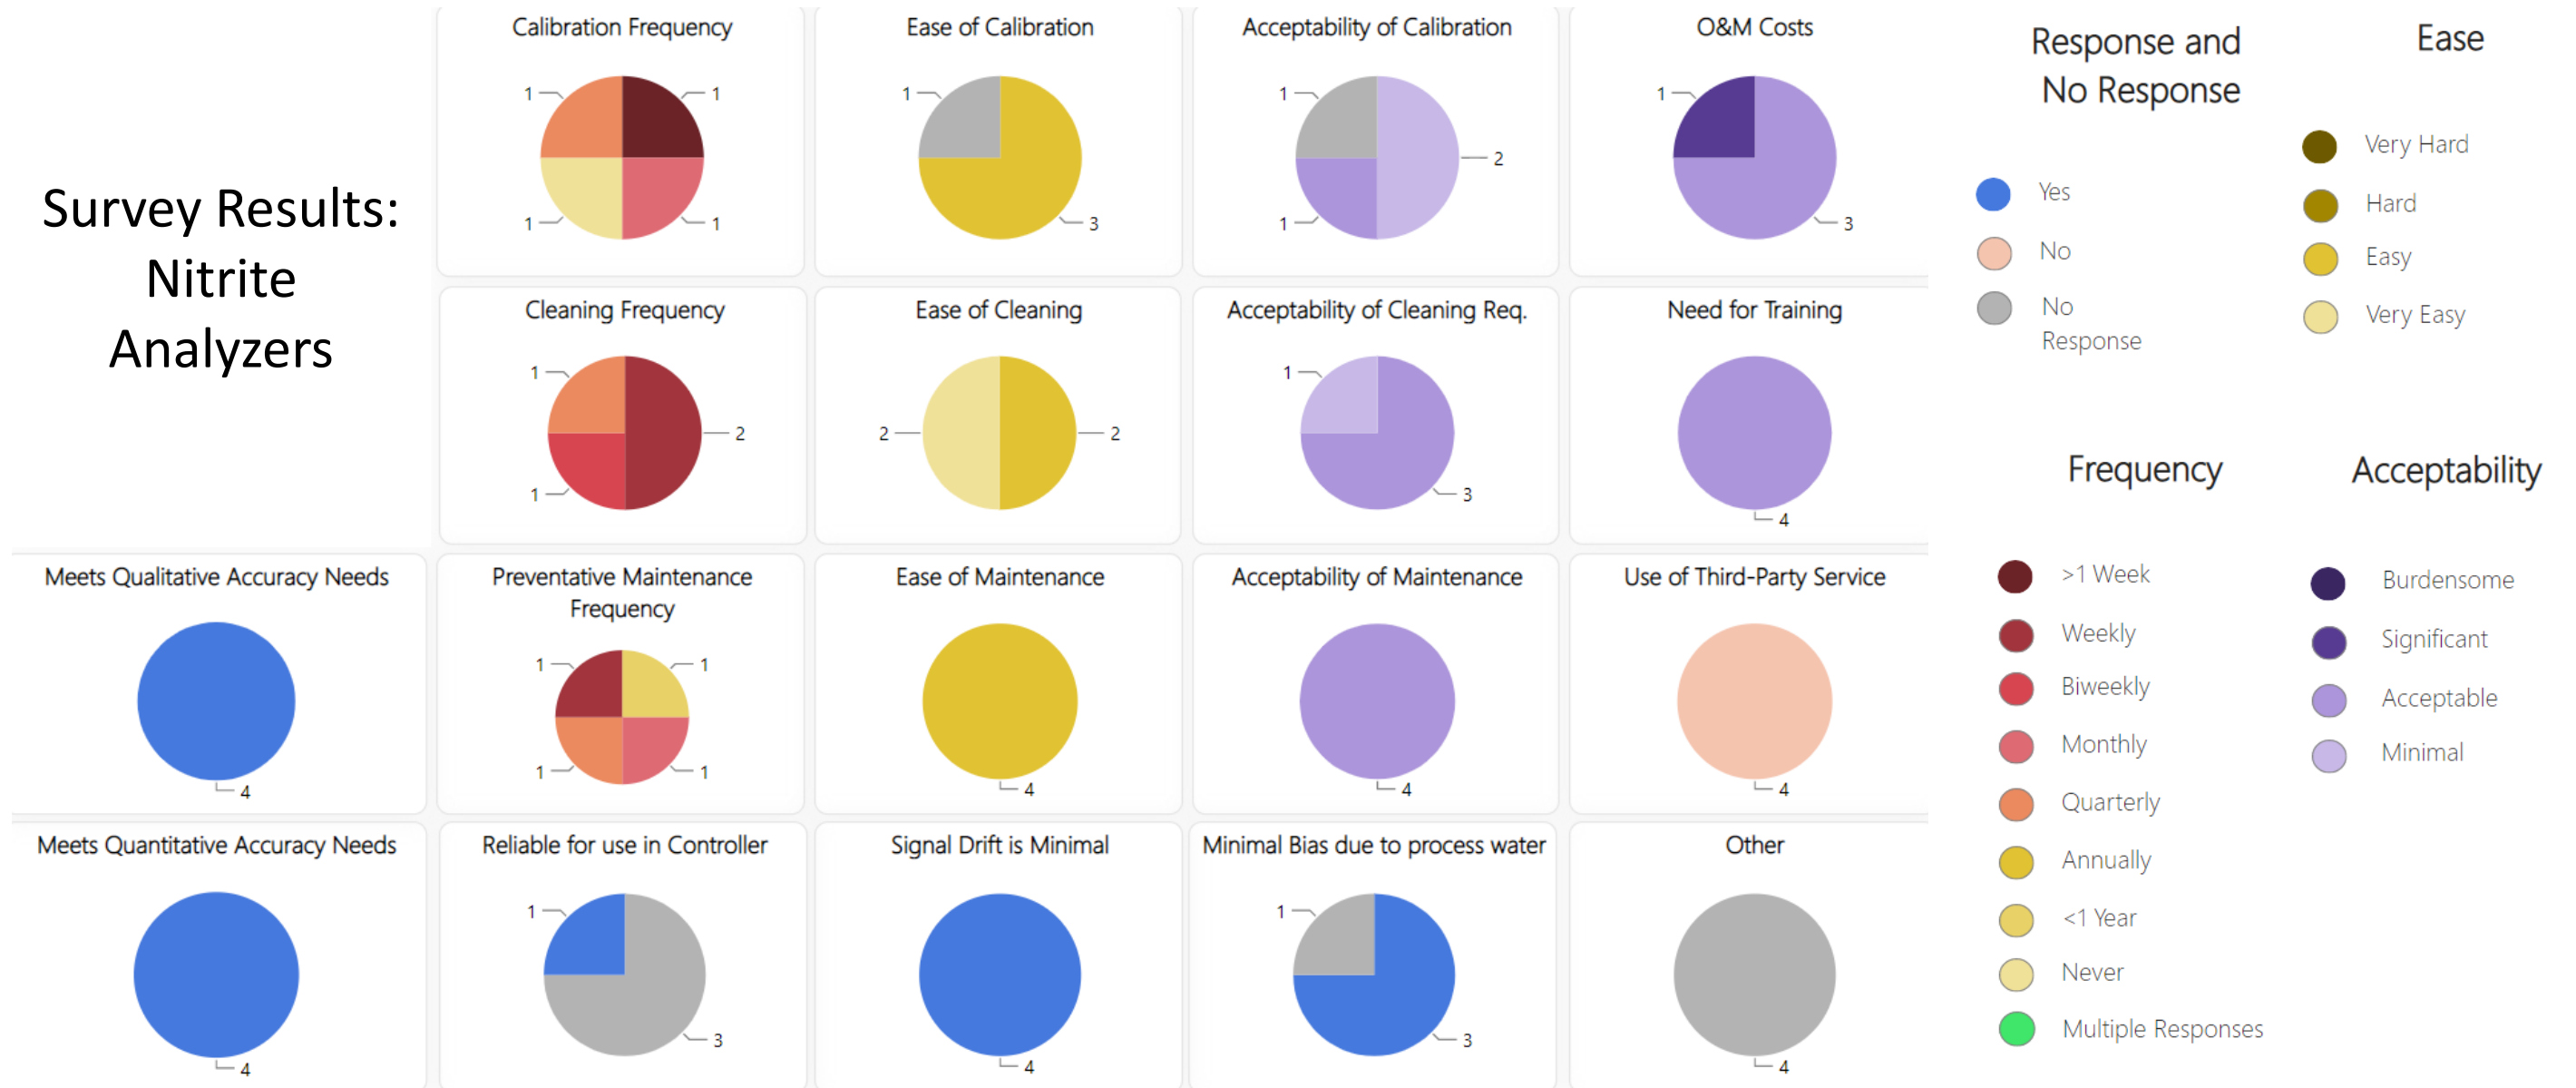 Survey Results:
Nitrite
Analyzers
Calibration Frequency
1
1
1
1
Ease of Calibration
1
3
Acceptability of Calibration
1
2
1
O&M Costs
1
3
Cleaning Frequency
1
2
1
Ease of Cleaning
2
2
Acceptability of Cleaning Req.
1
3
Need for Training
4
Meets Qualitative Accuracy Needs
4
Preventative Maintenance
Frequency
1
1
1
1
Ease of Maintenance
4
Acceptability of Maintenance
4
Use of Third-Party Service
4
Meets Quantitative Accuracy Needs
4
Reliable for use in Controller
1
3
Signal Drift is Minimal
4
Minimal Bias due to process water
1
3
Other
4
Response and
No Response
Yes
No
No
Response
Ease
Very Hard
Hard
Easy
Very Easy
Frequency
>1 Week
Weekly
Biweekly
Monthly
Quarterly
Annually
<1 Year
Never
Multiple Responses
Acceptability
Burdensome
Significant
Acceptable
Minimal